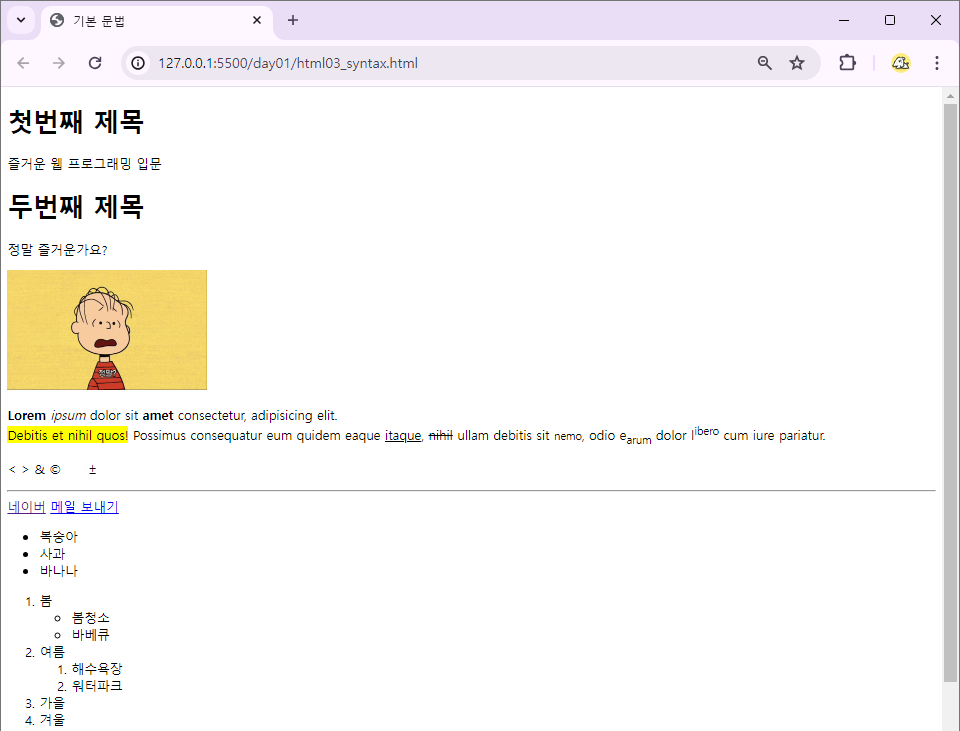 기본 문법
127.0.0.1:5500/day01/html03_syntax.html
첫번째 제목
즐거운 웹 프로그래밍 입문
두번째 제목
정말 즐거운가요?
정말?
Lorem ipsum dolor sit amet consectetur, adipisicing elit.
Debitis et nihil quos! Possimus consequatur eum quidem eaque itaque, nihil ullam debitis sit nemo, odio earum dolor libero cum iure pariatur.
< > & © ±
네이버 메일 보내기
복숭아
사과
바나나
1. 봄
봄청소
바베큐
2. 여름
1. 해수욕장
2. 워터파크
3. 가을
4. 겨울